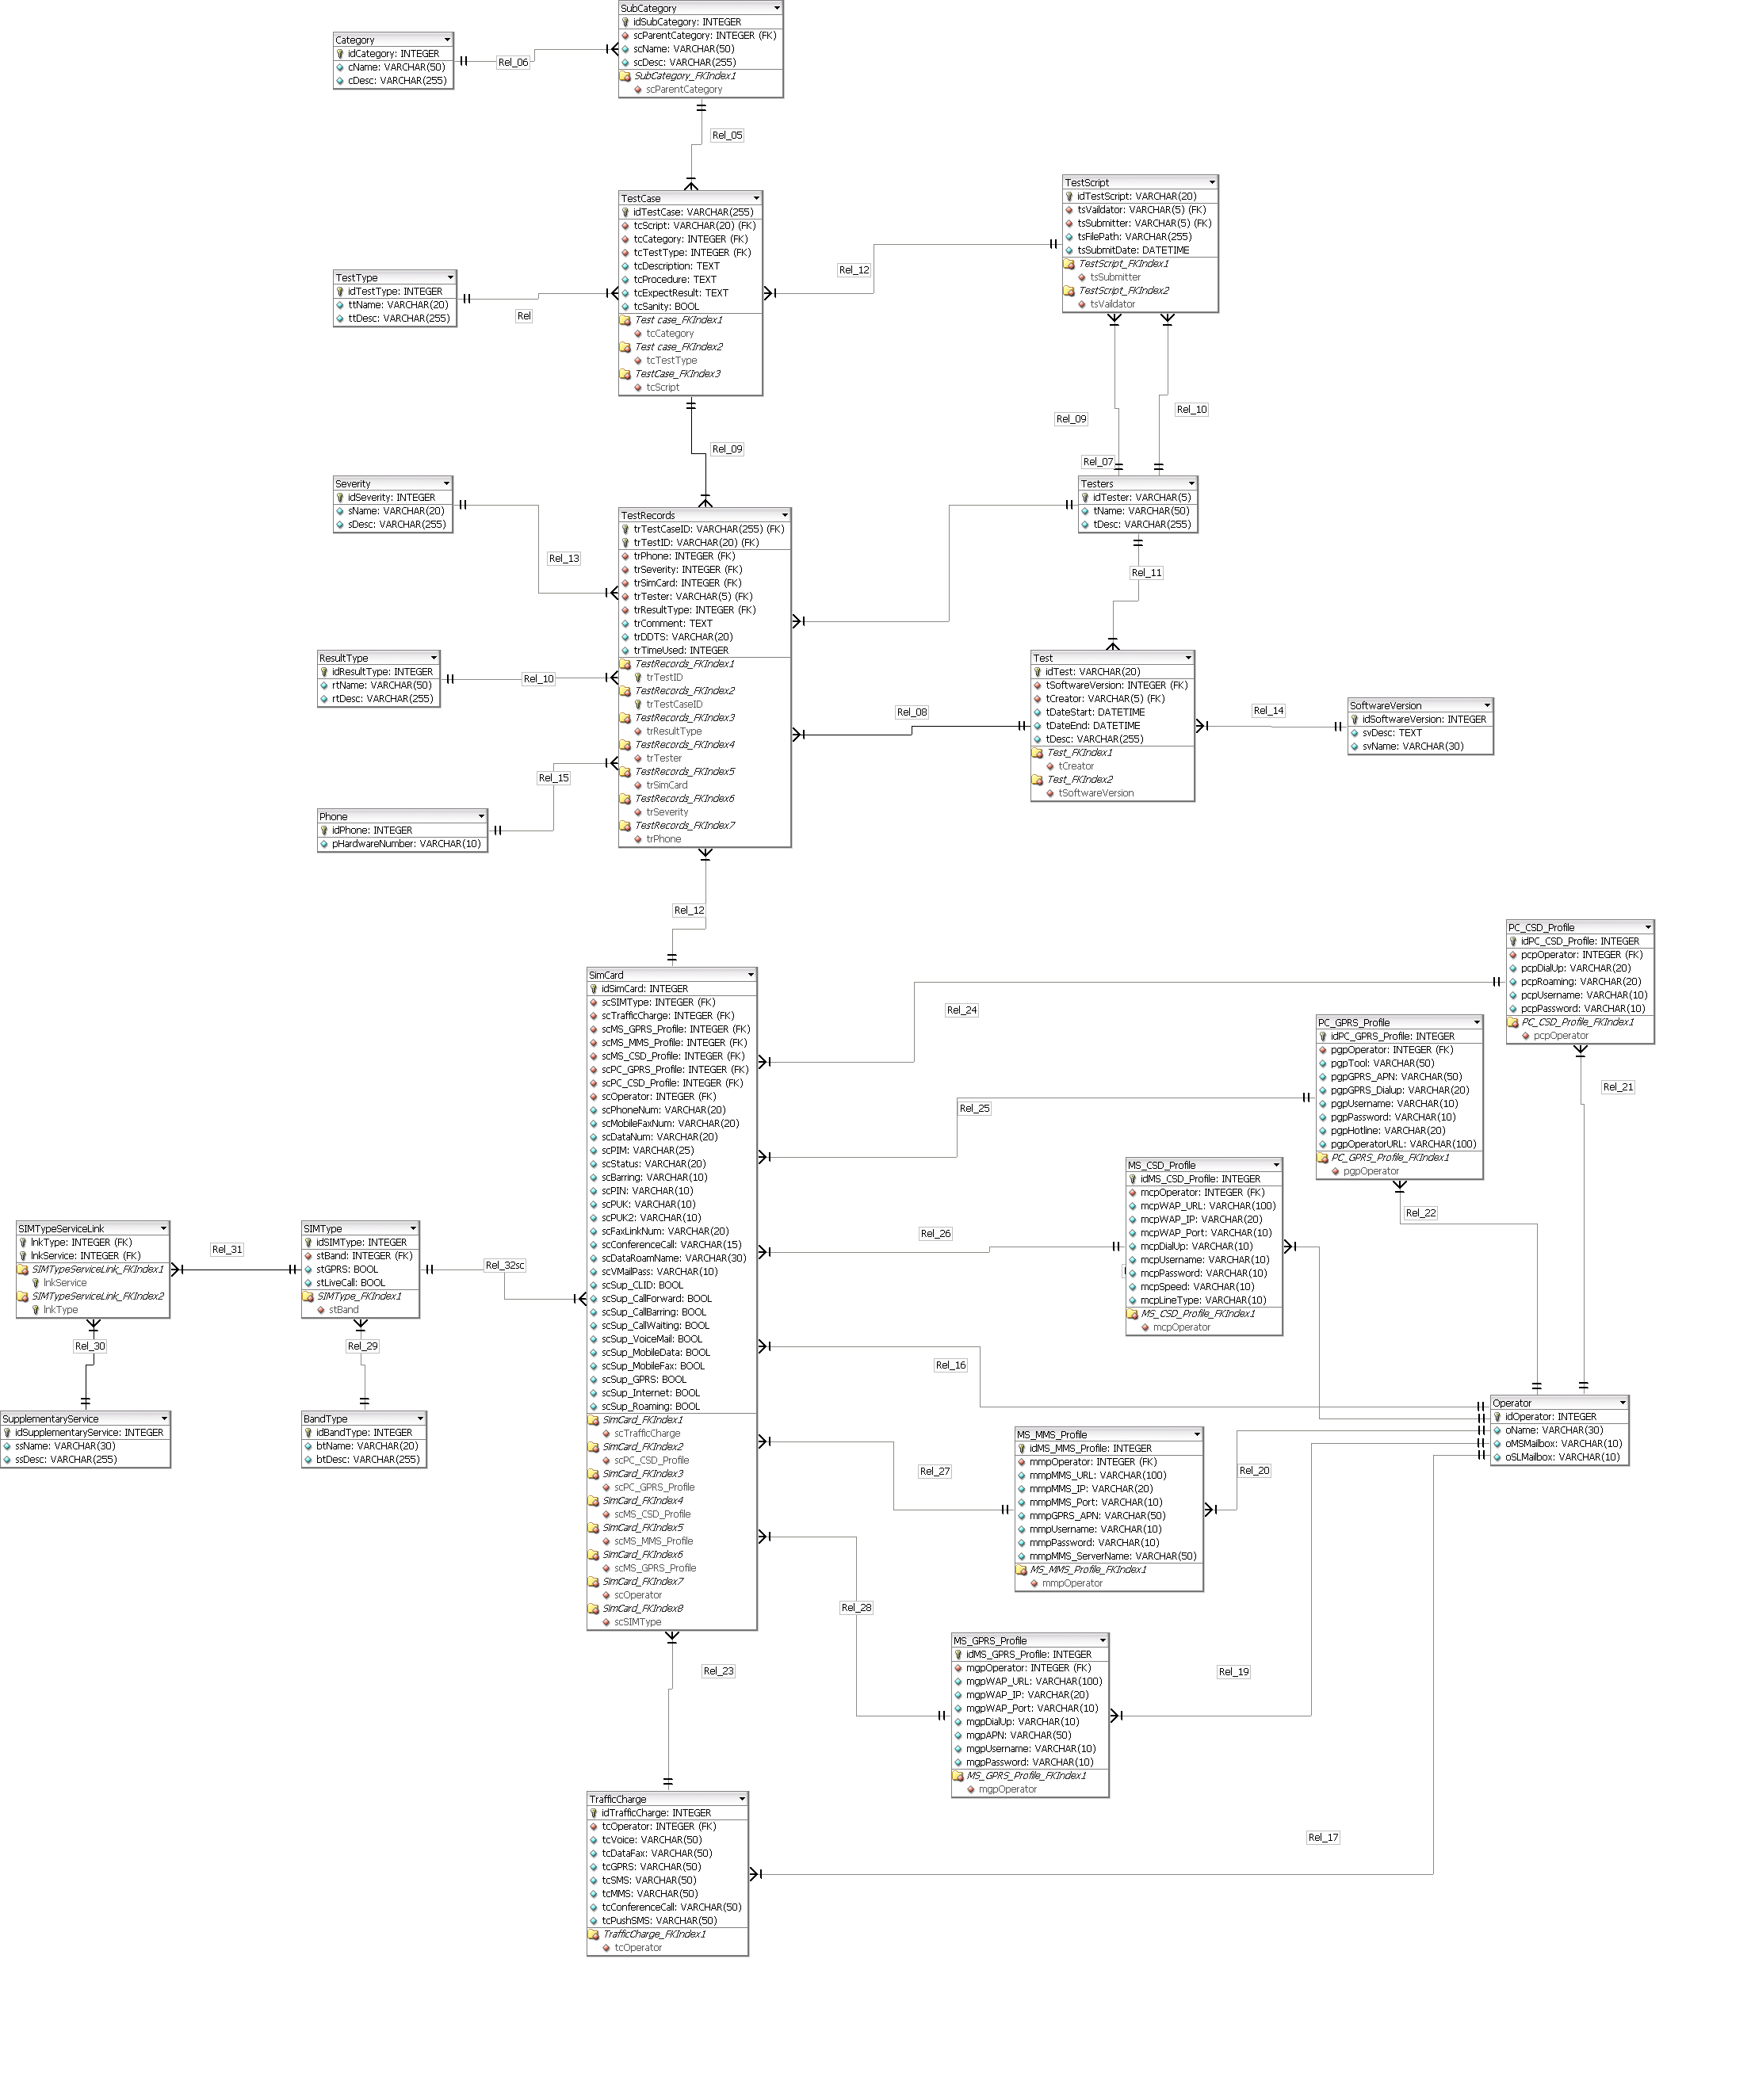 SubCategory
idSubCategory: INTEGER
scParentCategory: INTEGER (FK)
scName: VARCHAR(50)
scDesc: VARCHAR(255)
SubCategory_FKIndex1
scParentCategory
Category
idCategory: INTEGER
cName: VARCHAR(50)
cDesc: VARCHAR(255)
Rel_06
Rel_05
TestCase
idTestCase: VARCHAR(255)
tcScript: VARCHAR(20) (FK)
tcCategory: INTEGER (FK)
tcTestType: INTEGER (FK)
tcDescription: TEXT
tcProcedure: TEXT
tcExpectResult: TEXT
tcSanity: BOOL
Test case_FKIndex1
tcCategory
Test case_FKIndex2
tcTestType
TestCase_FKIndex3
tcScript
TestScript
idTestScript: VARCHAR(20)
tsVaildator: VARCHAR(5) (FK)
tsSubmitter: VARCHAR(5) (FK)
tsFilePath: VARCHAR(255)
tsSubmitDate: DATETIME
TestScript_FKIndex1
tsSubmitter
TestScript_FKIndex2
tsVaildator
Rel_12
TestType
idTestType: INTEGER
ttName: VARCHAR(20)
ttDesc: VARCHAR(255)
Rel
Rel_09
Rel_10
Rel_09
Rel_07
Severity
idSeverity: INTEGER
sName: VARCHAR(20)
sDesc: VARCHAR(255)
Testers
idTester: VARCHAR(5)
tName: VARCHAR(50)
tDesc: VARCHAR(255)
TestRecords
trTestCaseID: VARCHAR(255) (FK)
trTestID: VARCHAR(20) (FK)
trPhone: INTEGER (FK)
trSeverity: INTEGER (FK)
trSimCard: INTEGER (FK)
trTester: VARCHAR(5) (FK)
trResultType: INTEGER (FK)
trComment: TEXT
trDDTS: VARCHAR(20)
trTimeUsed: INTEGER
TestRecords_FKIndex1
trTestID
TestRecords_FKIndex2
trTestCaseID
TestRecords_FKIndex3
trResultType
TestRecords_FKIndex4
trTester
TestRecords_FKIndex5
trSimCard
TestRecords_FKIndex6
trSeverity
TestRecords_FKIndex7
trPhone
Rel_13
Rel_11
ResultType
idResultType: INTEGER
rtName: VARCHAR(50)
rtDesc: VARCHAR(255)
Rel_10
Test
idTest: VARCHAR(20)
tSoftwareVersion: INTEGER (FK)
tCreator: VARCHAR(5) (FK)
tDateStart: DATETIME
tDateEnd: DATETIME
tDesc: VARCHAR(255)
Test_FKIndex1
tCreator
Test_FKIndex2
tSoftwareVersion
Rel_08
Rel_14
SoftwareVersion
idSoftwareVersion: INTEGER
svDesc: TEXT
svName: VARCHAR(30)
Rel_15
Phone
idPhone: INTEGER
pHardwareNumber: VARCHAR(10)
Rel_12
PC_CSD_Profile
idPC_CSD_Profile: INTEGER
pcpOperator: INTEGER (FK)
pcpDialUp: VARCHAR(20)
pcpRoaming: VARCHAR(20)
pcpUsername: VARCHAR(10)
pcpPassword: VARCHAR(10)
PC_CSD_Profile_FKIndex1
pcpOperator
SimCard
idSimCard: INTEGER
scSIMType: INTEGER (FK)
scTrafficCharge: INTEGER (FK)
scMS_GPRS_Profile: INTEGER (FK)
scMS_MMS_Profile: INTEGER (FK)
scMS_CSD_Profile: INTEGER (FK)
scPC_GPRS_Profile: INTEGER (FK)
scPC_CSD_Profile: INTEGER (FK)
scOperator: INTEGER (FK)
scPhoneNum: VARCHAR(20)
scMobileFaxNum: VARCHAR(20)
scDataNum: VARCHAR(20)
scPIM: VARCHAR(25)
scStatus: VARCHAR(20)
scBarring: VARCHAR(10)
scPIN: VARCHAR(10)
scPUK: VARCHAR(10)
scPUK2: VARCHAR(10)
scFaxLinkNum: VARCHAR(20)
scConferenceCall: VARCHAR(15)
scDataRoamName: VARCHAR(30)
scVMailPass: VARCHAR(10)
scSup_CLID: BOOL
scSup_CallForward: BOOL
scSup_CallBarring: BOOL
scSup_CallWaiting: BOOL
scSup_VoiceMail: BOOL
scSup_MobileData: BOOL
scSup_MobileFax: BOOL
scSup_GPRS: BOOL
scSup_Internet: BOOL
scSup_Roaming: BOOL
SimCard_FKIndex1
scTrafficCharge
SimCard_FKIndex2
scPC_CSD_Profile
SimCard_FKIndex3
scPC_GPRS_Profile
SimCard_FKIndex4
scMS_CSD_Profile
SimCard_FKIndex5
scMS_MMS_Profile
SimCard_FKIndex6
scMS_GPRS_Profile
SimCard_FKIndex7
scOperator
SimCard_FKIndex8
scSIMType
Rel_24
PC_GPRS_Profile
idPC_GPRS_Profile: INTEGER
pgpOperator: INTEGER (FK)
pgpTool: VARCHAR(50)
pgpGPRS_APN: VARCHAR(50)
pgpGPRS_Dialup: VARCHAR(20)
pgpUsername: VARCHAR(10)
pgpPassword: VARCHAR(10)
pgpHotline: VARCHAR(20)
pgpOperatorURL: VARCHAR(100)
PC_GPRS_Profile_FKIndex1
pgpOperator
Rel_21
Rel_25
MS_CSD_Profile
idMS_CSD_Profile: INTEGER
mcpOperator: INTEGER (FK)
mcpWAP_URL: VARCHAR(100)
mcpWAP_IP: VARCHAR(20)
mcpWAP_Port: VARCHAR(10)
mcpDialUp: VARCHAR(10)
mcpUsername: VARCHAR(10)
mcpPassword: VARCHAR(10)
mcpSpeed: VARCHAR(10)
mcpLineType: VARCHAR(10)
MS_CSD_Profile_FKIndex1
mcpOperator
Rel_22
Rel_26
SIMTypeServiceLink
lnkType: INTEGER (FK)
lnkService: INTEGER (FK)
SIMTypeServiceLink_FKIndex1
lnkService
SIMTypeServiceLink_FKIndex2
lnkType
Rel_31
SIMType
idSIMType: INTEGER
stBand: INTEGER (FK)
stGPRS: BOOL
stLiveCall: BOOL
SIMType_FKIndex1
stBand
Rel_32sc
Rel_30
Rel_29
Rel_16
SupplementaryService
idSupplementaryService: INTEGER
ssName: VARCHAR(30)
ssDesc: VARCHAR(255)
BandType
idBandType: INTEGER
btName: VARCHAR(20)
btDesc: VARCHAR(255)
Operator
idOperator: INTEGER
oName: VARCHAR(30)
oMSMailbox: VARCHAR(10)
oSLMailbox: VARCHAR(10)
MS_MMS_Profile
idMS_MMS_Profile: INTEGER
mmpOperator: INTEGER (FK)
mmpMMS_URL: VARCHAR(100)
mmpMMS_IP: VARCHAR(20)
mmpMMS_Port: VARCHAR(10)
mmpGPRS_APN: VARCHAR(50)
mmpUsername: VARCHAR(10)
mmpPassword: VARCHAR(10)
mmpMMS_ServerName: VARCHAR(50)
MS_MMS_Profile_FKIndex1
mmpOperator
Rel_27
Rel_20
Rel_28
MS_GPRS_Profile
idMS_GPRS_Profile: INTEGER
mgpOperator: INTEGER (FK)
mgpWAP_URL: VARCHAR(100)
mgpWAP_IP: VARCHAR(20)
mgpWAP_Port: VARCHAR(10)
mgpDialUp: VARCHAR(10)
mgpAPN: VARCHAR(50)
mgpUsername: VARCHAR(10)
mgpPassword: VARCHAR(10)
MS_GPRS_Profile_FKIndex1
mgpOperator
Rel_23
Rel_19
TrafficCharge
idTrafficCharge: INTEGER
tcOperator: INTEGER (FK)
tcVoice: VARCHAR(50)
tcDataFax: VARCHAR(50)
tcGPRS: VARCHAR(50)
tcSMS: VARCHAR(50)
tcMMS: VARCHAR(50)
tcConferenceCall: VARCHAR(50)
tcPushSMS: VARCHAR(50)
TrafficCharge_FKIndex1
tcOperator
Rel_17